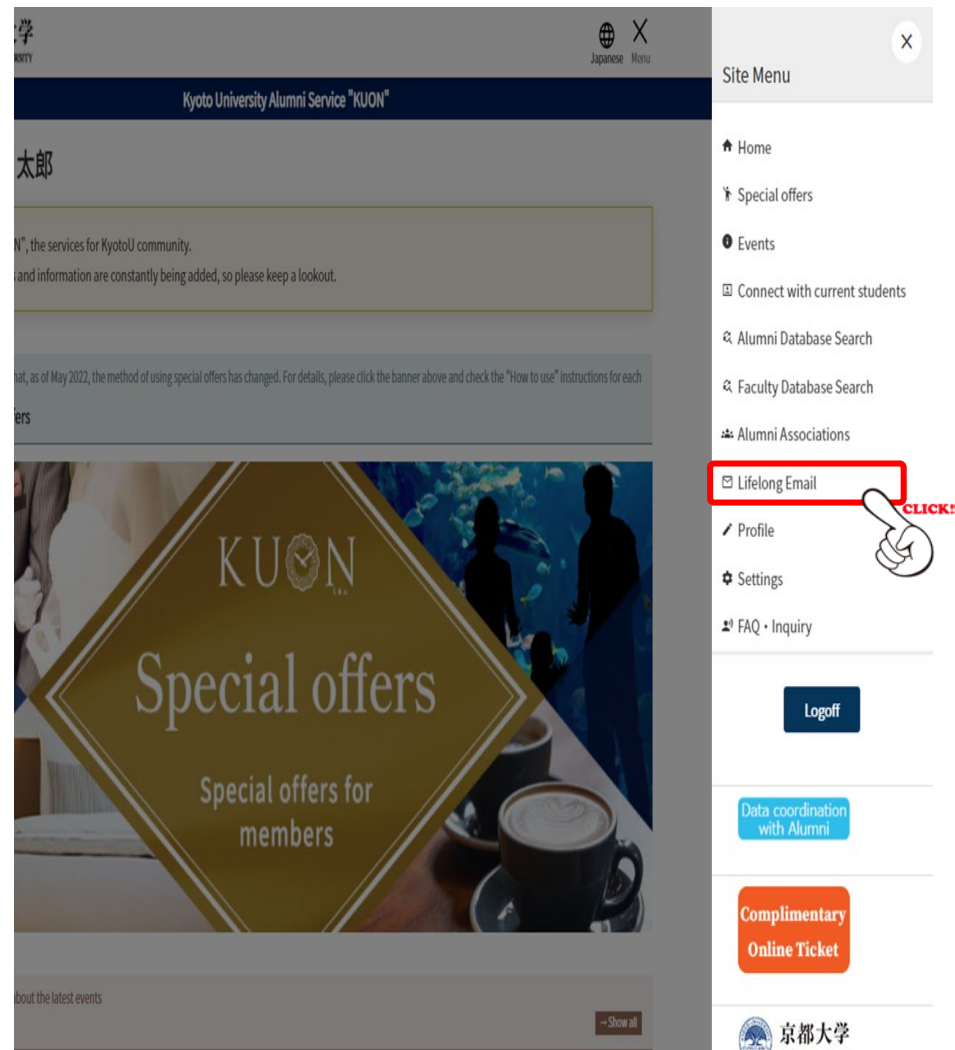 大学
Japanese Menu
Kyoto University Alumni Service "KUON"
太郎
N", the services for KyotoU community.
and information are constantly being added, so please keep a lookout.
hat, as of May 2022, the method of using special offers has changed. For details, please click the banner above and check the "How to use" instructions for each
ers
KUON
Special offers
Special offers for
members
bout the latest events
→Show all
X
Site Menu
Home
Special offers
Events
Connect with current students
Alumni Database Search
Faculty Database Search
Alumni Associations
Lifelong Email
CLICK!!
Profile
Settings
FAQ・Inquiry
Logoff
Data coordination
with Alumni
Complimentary
Online Ticket
京都大学